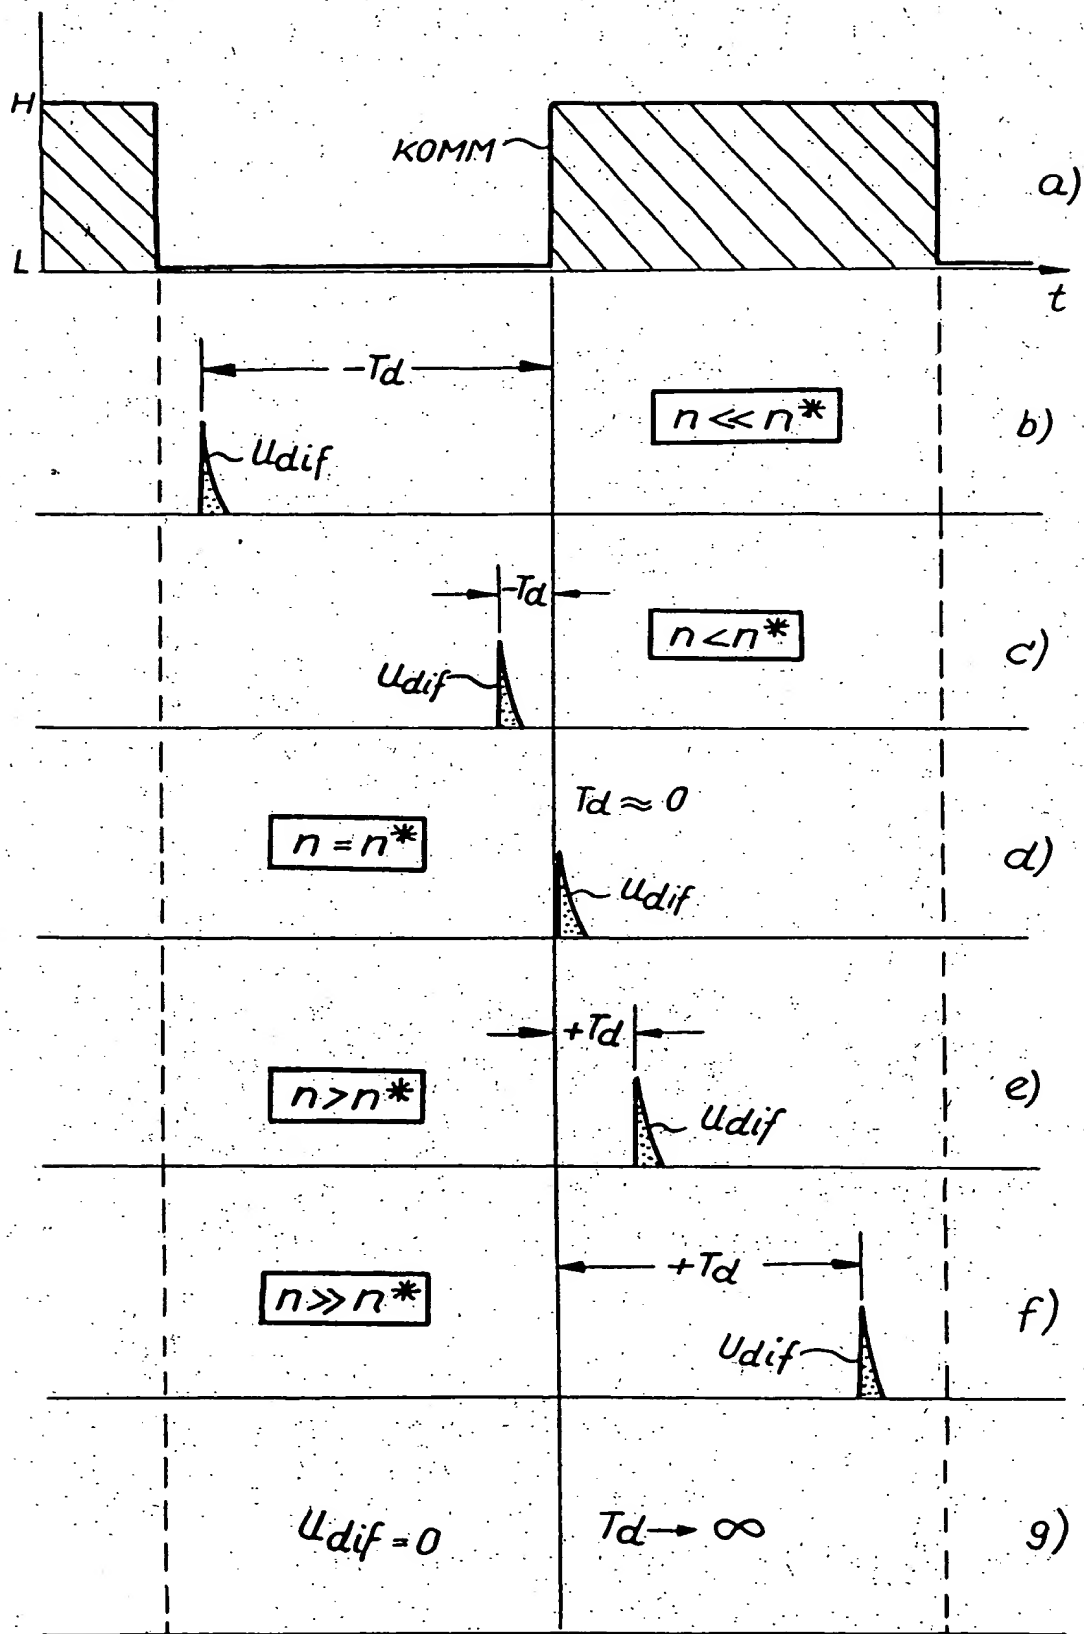 H
KOMM
a)
L
t
-Td
n << n*
b)
Udif
-Td
n < n*
c)
Udif
Td ≈ 0
n = n*
d)
Udif
+Td
n > n*
e)
Udif
+Td
n >> n*
f)
Udif
Udif = 0
Td → ∞
g)